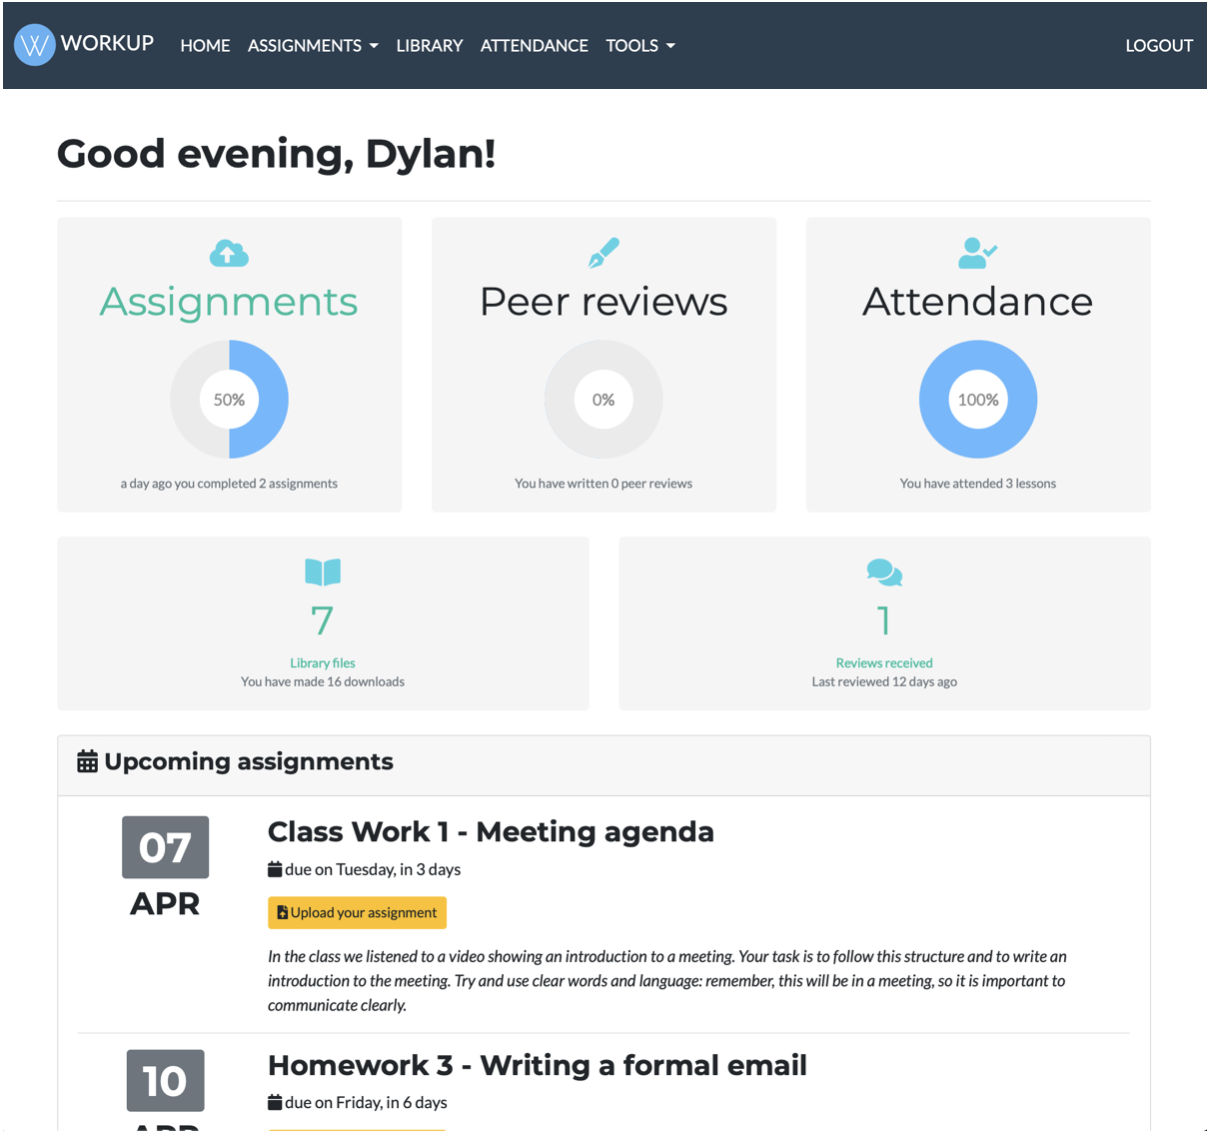 WORKUP HOME ASSIGNMENTS LIBRARY ATTENDANCE TOOLS LOGOUT
Good evening, Dylan!
Assignments
50%
a day ago you completed 2 assignments
Peer reviews
0%
You have written 0 peer reviews
Attendance
100%
You have attended 3 lessons
7
Library files
You have made 16 downloads
1
Reviews received
Last reviewed 12 days ago
Upcoming assignments
07
APR
Class Work 1 - Meeting agenda
due on Tuesday, in 3 days
Upload your assignment
In the class we listened to a video showing an introduction to a meeting. Your task is to follow this structure and to write an
introduction to the meeting. Try and use clear words and language: remember, this will be in a meeting, so it is important to
communicate clearly.
10
APR
Homework 3 - Writing a formal email
due on Friday, in 6 days